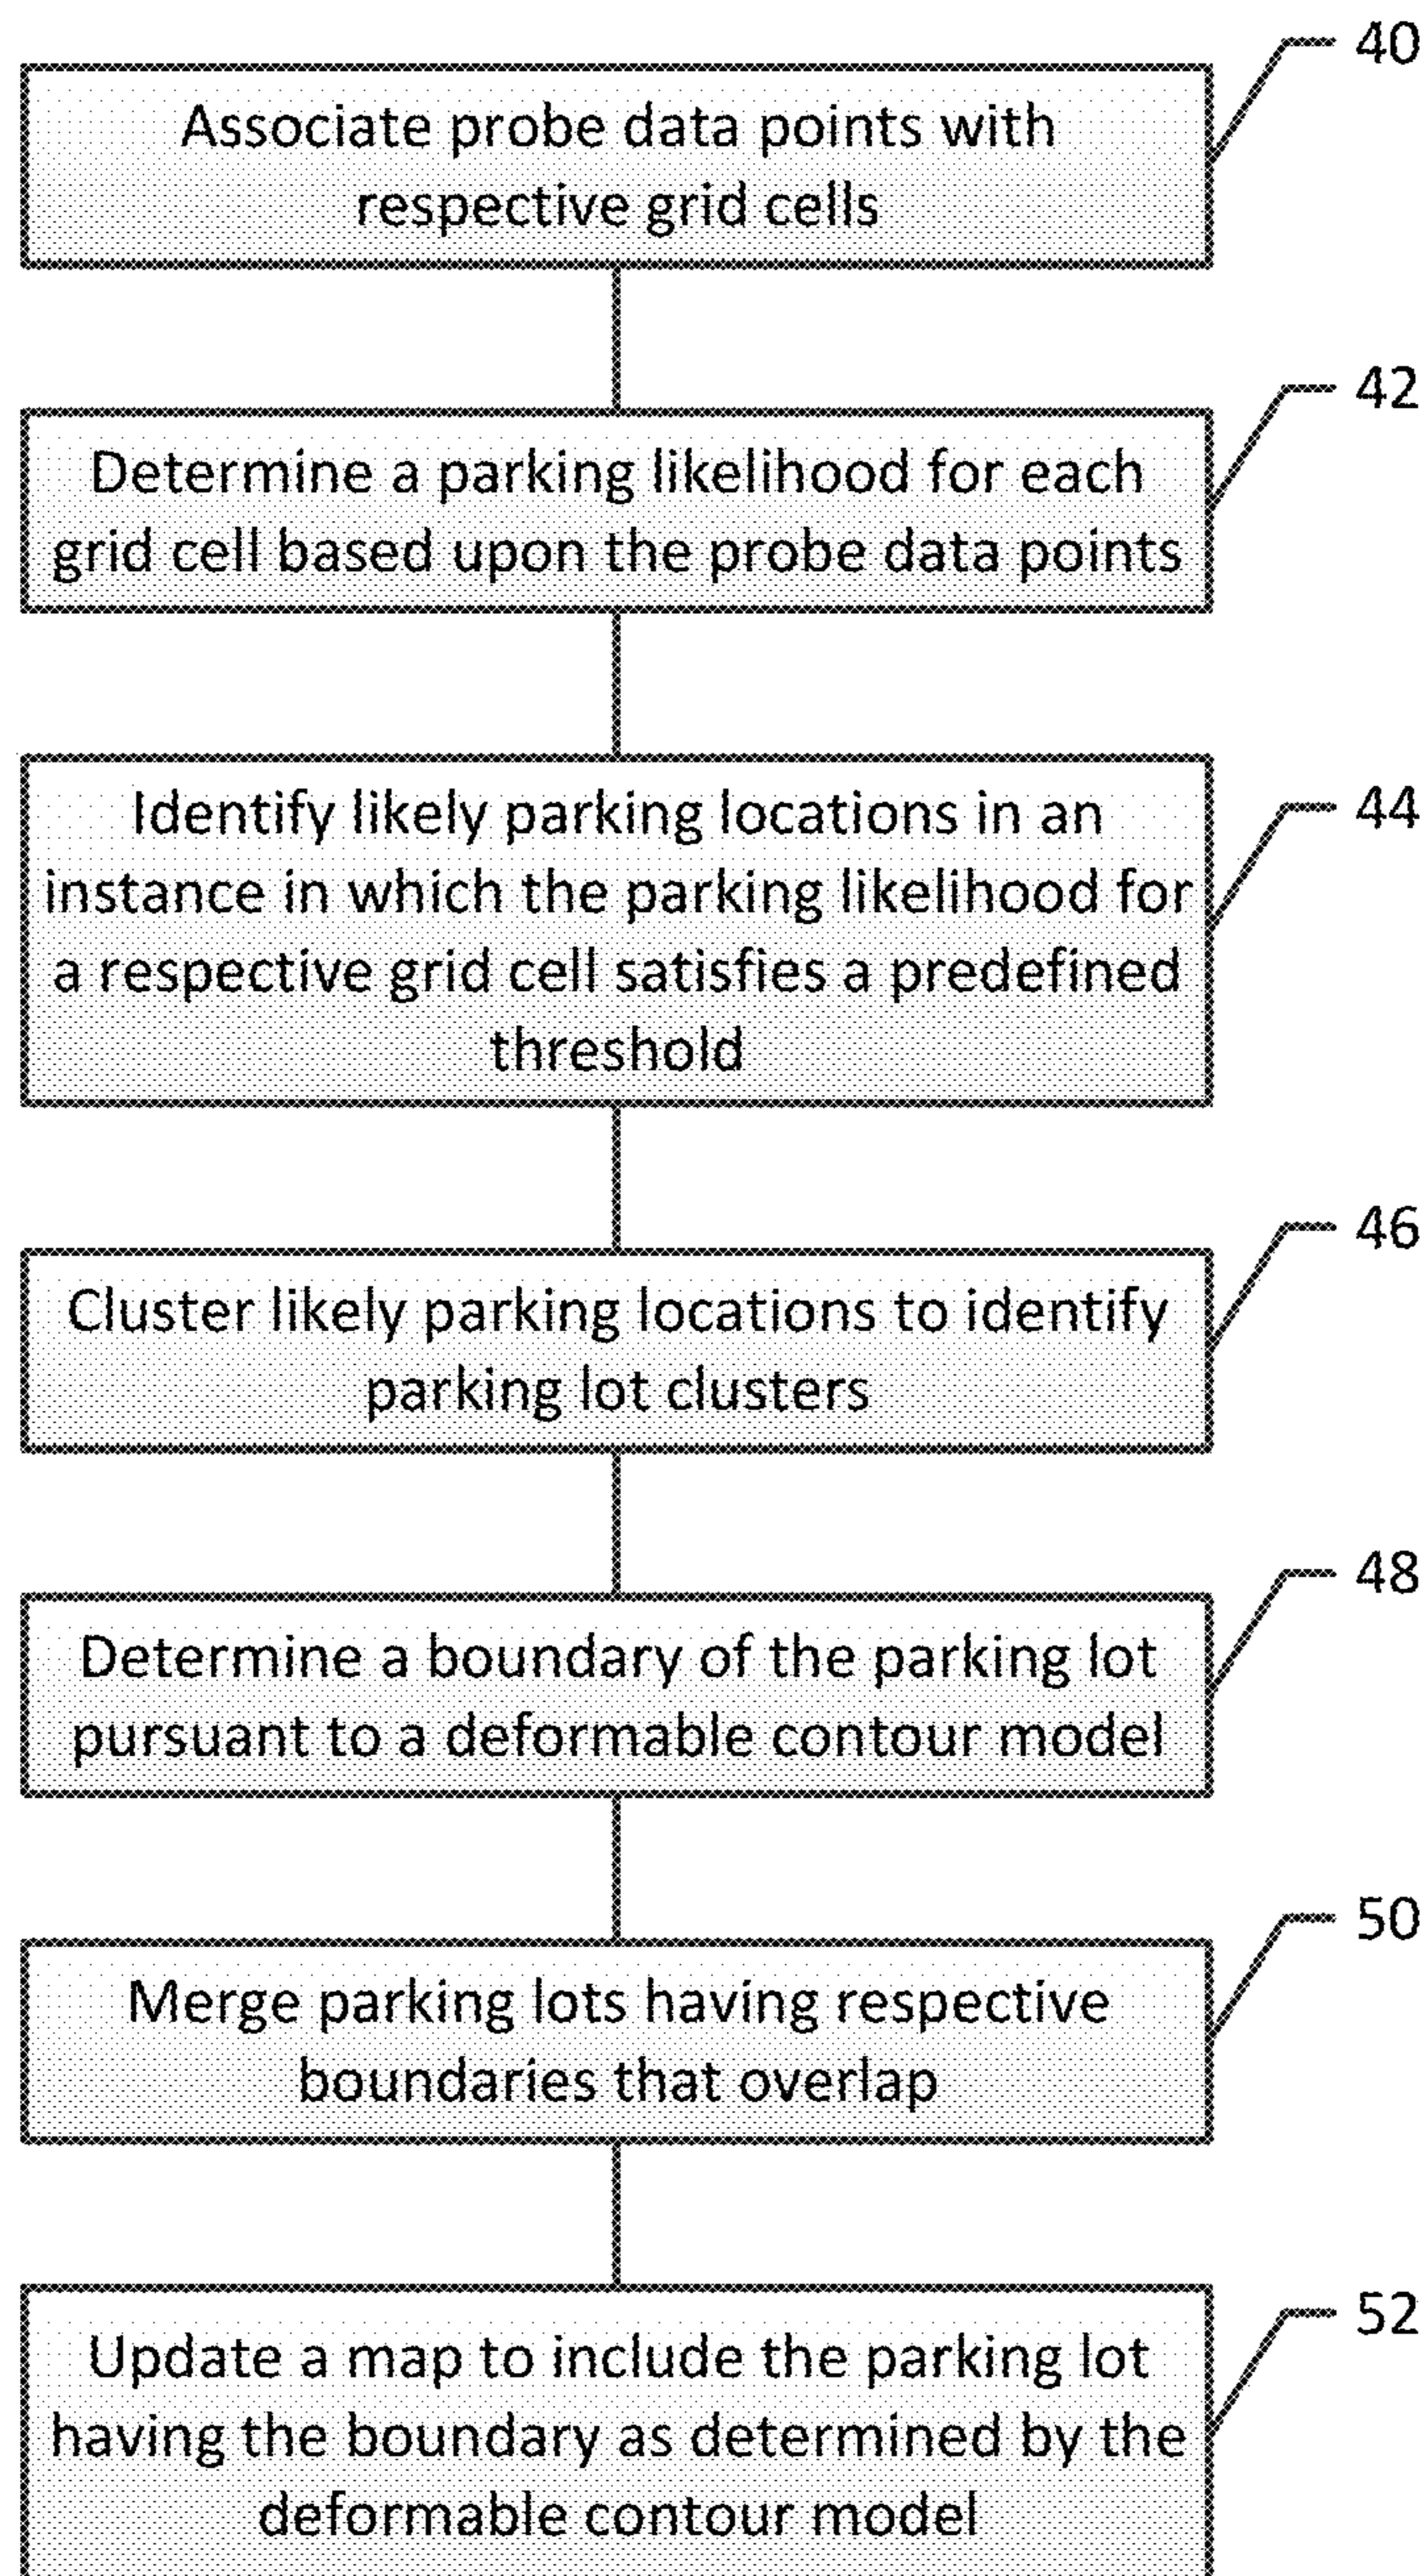 40
Associate probe data points with
respective grid cells
42
Determine a parking likelihood for each
grid cell based upon the probe data points
44
Identify likely parking locations in an
instance in which the parking likelihood for
a respective grid cell satisfies a predefined
threshold
46
Cluster likely parking locations to identify
parking lot clusters
48
Determine a boundary of the parking lot
pursuant to a deformable contour model
50
Merge parking lots having respective
boundaries that overlap
52
Update a map to include the parking lot
having the boundary as determined by the
deformable contour model